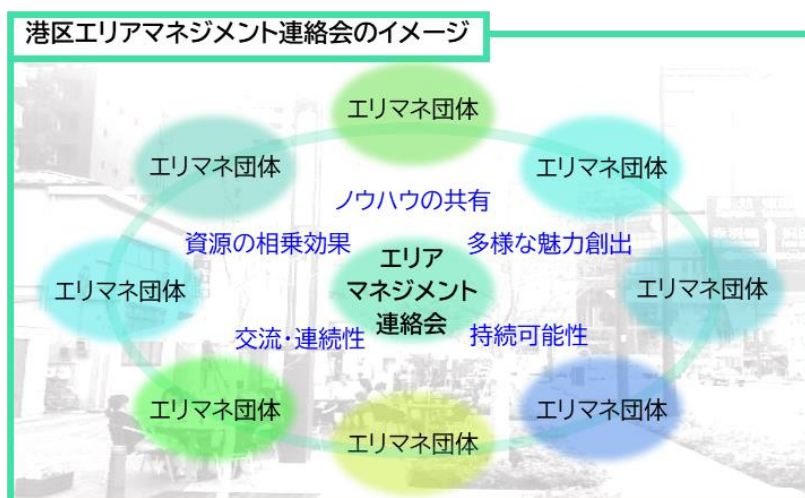 港区エリアマネジメント連絡会のイメージ
エリマネ団体
エリマネ団体
エリマネ団体
ノウハウの共有
資源の相乗効果
多様な魅力創出
エリア
マネジメント
連絡会
エリマネ団体
エリマネ団体
交流・連続性
持続可能性
エリマネ団体
エリマネ団体
エリマネ団体